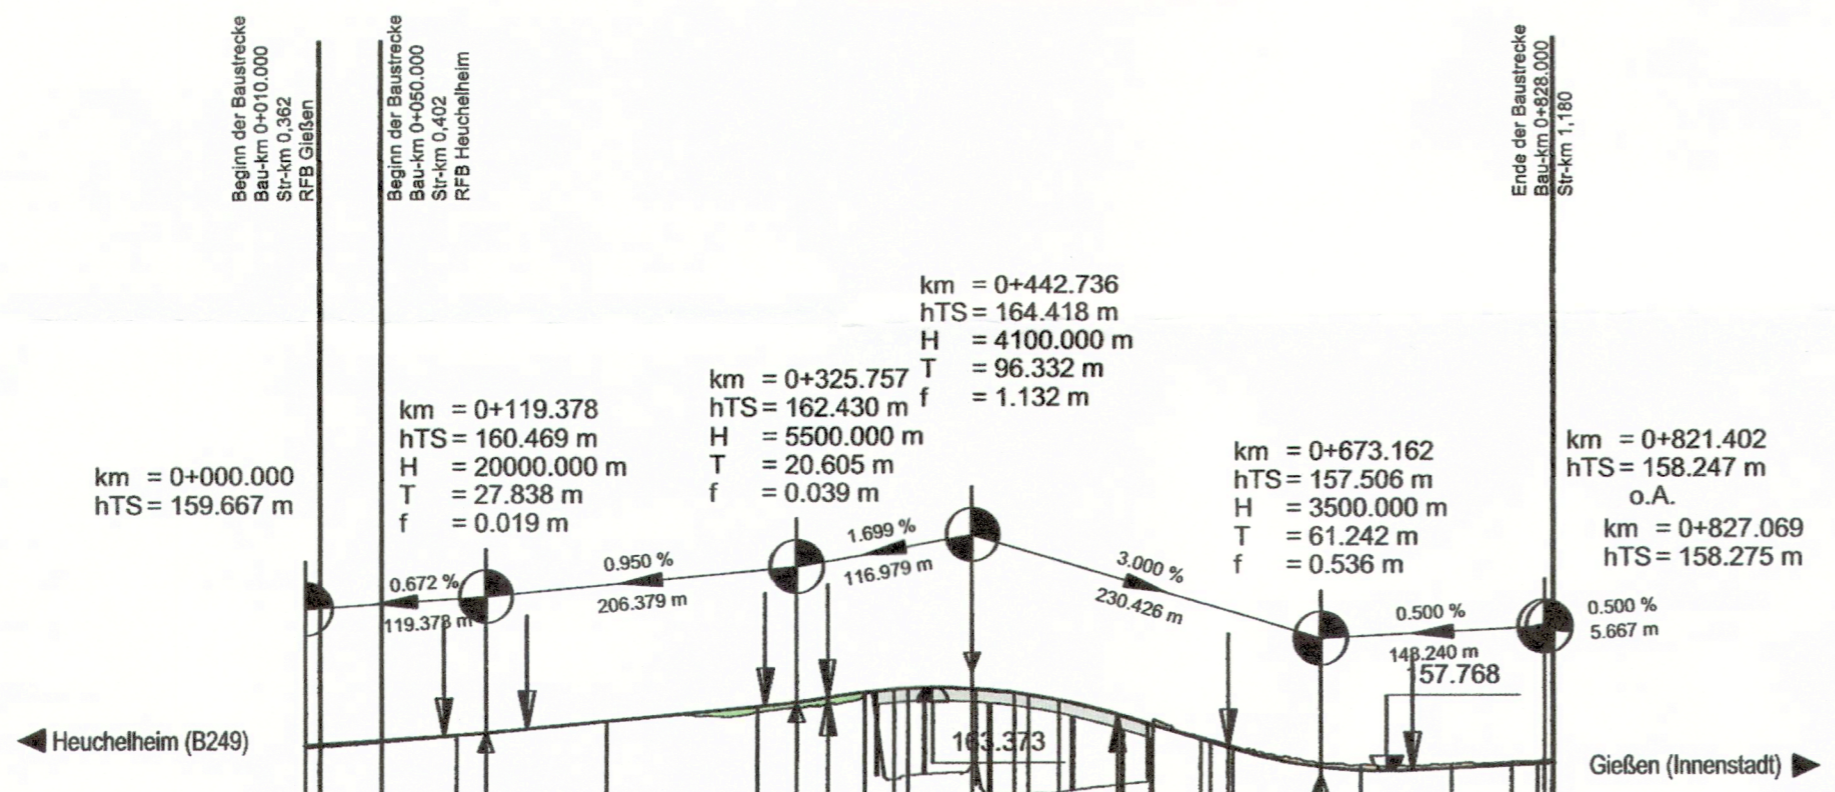 Beginn der Baustrecke
Bau-km 0+010.000
Str-km 0,362
RFB Gießen
Beginn der Baustrecke
Bau-km 0+050.000
Str-km 0,402
RFB Heuchelheim
Ende der Baustrecke
Bau-km 0+828.000
Str-km 1,180
km = 0+000.000
hTS = 159.667 m
km = 0+119.378
hTS = 160.469 m
H = 20000.000 m
T = 27.838 m
f = 0.019 m
km = 0+325.757
hTS = 162.430 m
H = 5500.000 m
T = 20.605 m
f = 0.039 m
km = 0+442.736
hTS = 164.418 m
H = 4100.000 m
T = 96.332 m
f = 1.132 m
km = 0+673.162
hTS = 157.506 m
H = 3500.000 m
T = 61.242 m
f = 0.536 m
km = 0+821.402
hTS = 158.247 m
o.A.
km = 0+827.069
hTS = 158.275 m
0.672 %
119.378 m
0.950 %
206.379 m
1.699 %
116.979 m
3.000 %
230.426 m
0.500 %
148.240 m
0.500 %
5.667 m
157.768
163.373
Heuchelheim (B249)
Gießen (Innenstadt)